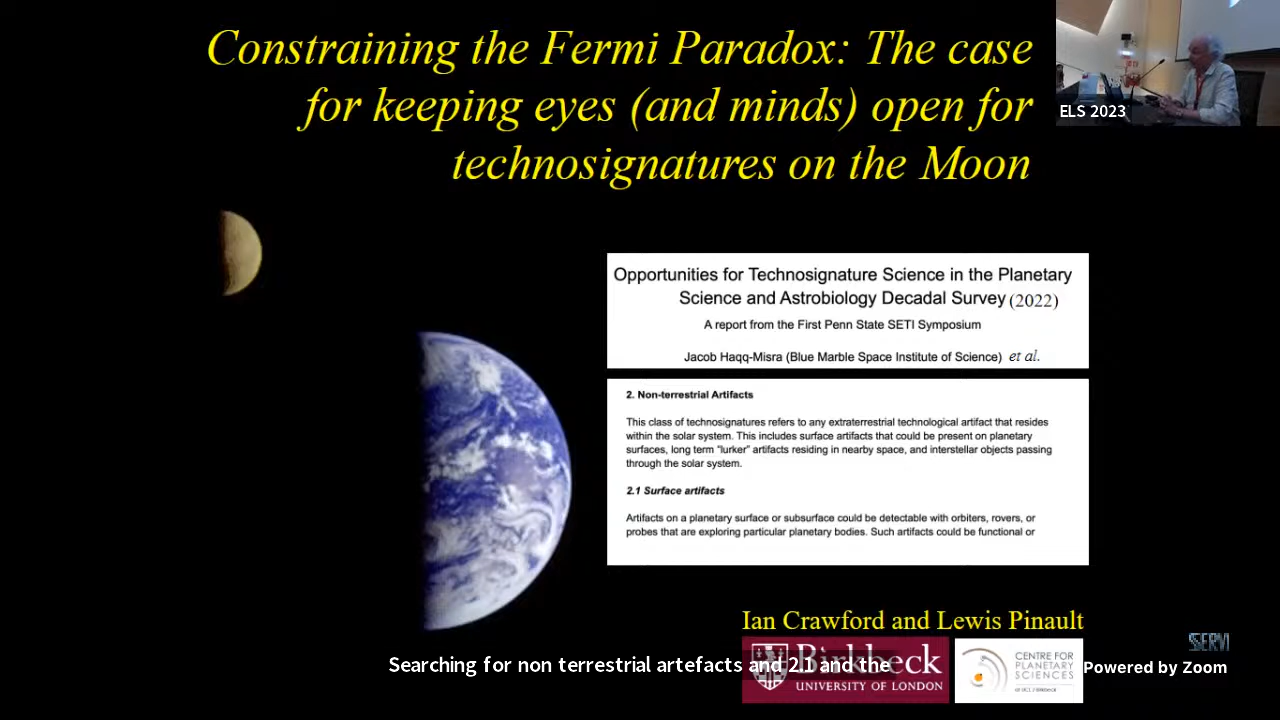 Constraining the Fermi Paradox: The case
for keeping eyes (and minds) open for
technosignatures on the Moon
ELS 2023
Opportunities for Technosignature Science in the Planetary
Science and Astrobiology Decadal Survey (2022)
A report from the First Penn State SETI Symposium
Jacob Haqq-Misra (Blue Marble Space Institute of Science) et al.
2. Non-terrestrial Artifacts
This class of technosignatures refers to any extraterrestrial technological artifact that resides
within the solar system. This includes surface artifacts that could be present on planetary
surfaces, long term "lurker" artifacts residing in nearby space, and interstellar objects passing
through the solar system.
2.1 Surface artifacts
Artifacts on a planetary surface or subsurface could be detectable with orbiters, rovers, or
probes that are exploring particular planetary bodies. Such artifacts could be functional or
Ian Crawford and Lewis Pinault
Birkbeck
UNIVERSITY OF LONDON
CENTRE FOR
PLANETARY
SCIENCES
at UCL / Birkbeck
Searching for non terrestrial artefacts and 2.1 and the
Powered by Zoom